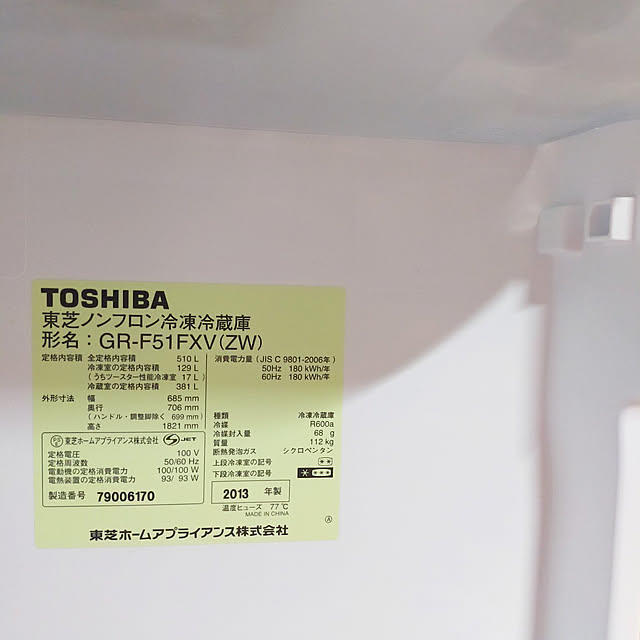 TOSHIBA
東芝ノンフロン冷凍冷蔵庫
形名：GR-F51FXV(ZW)
定格内容積 全定格内容積 510 L
冷凍室の定格内容積 129 L
(うちツースター性能冷凍室 17 L)
冷蔵室の定格内容積 381 L
外形寸法 幅 685 mm
奥行 706 mm
(ハンドル・調整脚除く 699 mm)
高さ 1821 mm
消費電力量(JIS C 9801-2006年)
50Hz 180 kWh/年
60Hz 180 kWh/年
種類 冷凍冷蔵庫
冷媒 R600a
冷媒封入量 68 g
質量 112 kg
断熱発泡ガス シクロペンタン
上段冷凍室の記号 **
下段冷凍室の記号 ****
PSE 東芝ホームアプライアンス株式会社 JET
定格電圧 100 V
定格周波数 50/60 Hz
電動機の定格消費電力 100/100 W
電熱装置の定格消費電力 93/ 93 W
製造番号 79006170
2013 年製
温度ヒューズ 77℃
MADE IN CHINA
東芝ホームアプライアンス株式会社
Ⓐ